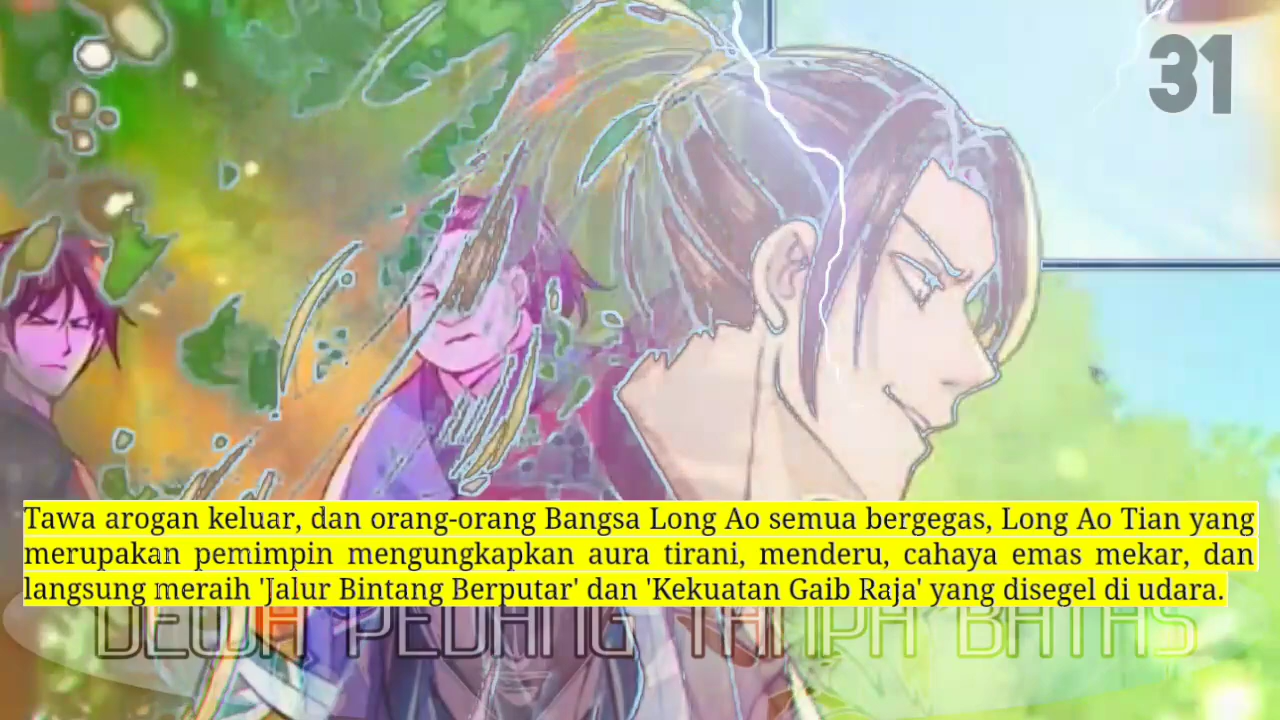 31
Tawa arogan keluar, dan orang-orang Bangsa Long Ao semua bergegas, Long Ao Tian yang
merupakan pemimpin mengungkapkan aura tirani, menderu, cahaya emas mekar, dan
langsung meraih 'Jalur Bintang Berputar' dan 'Kekuatan Gaib Raja' yang disegel di udara.
DEWA PEDANG TANPA BATAS